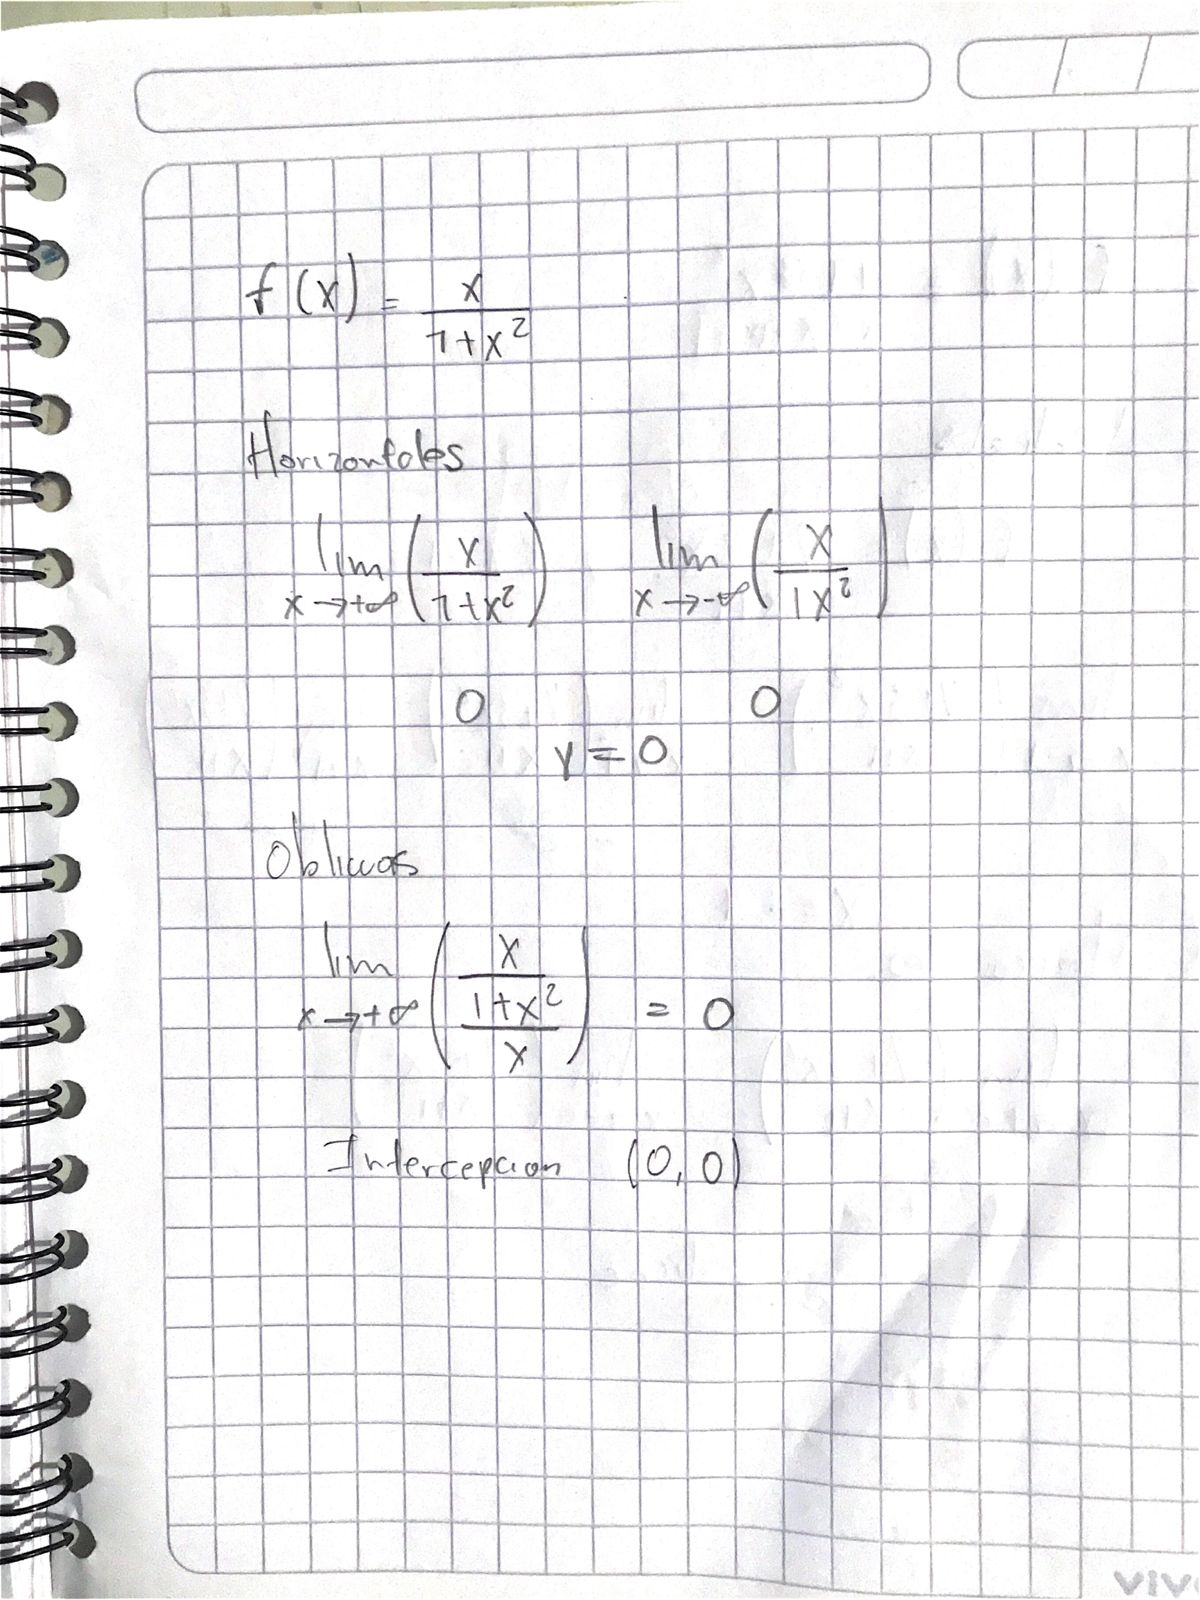 f(x) = x/(1+x²)
Horizontales
lim x→+∞ (x/(1+x²))   lim x→-∞ (x/(1x²))
0   0
y = 0
Oblicuas
lim x→+∞ ((x/(1+x²))/x) = 0
Intercepcion (0, 0)